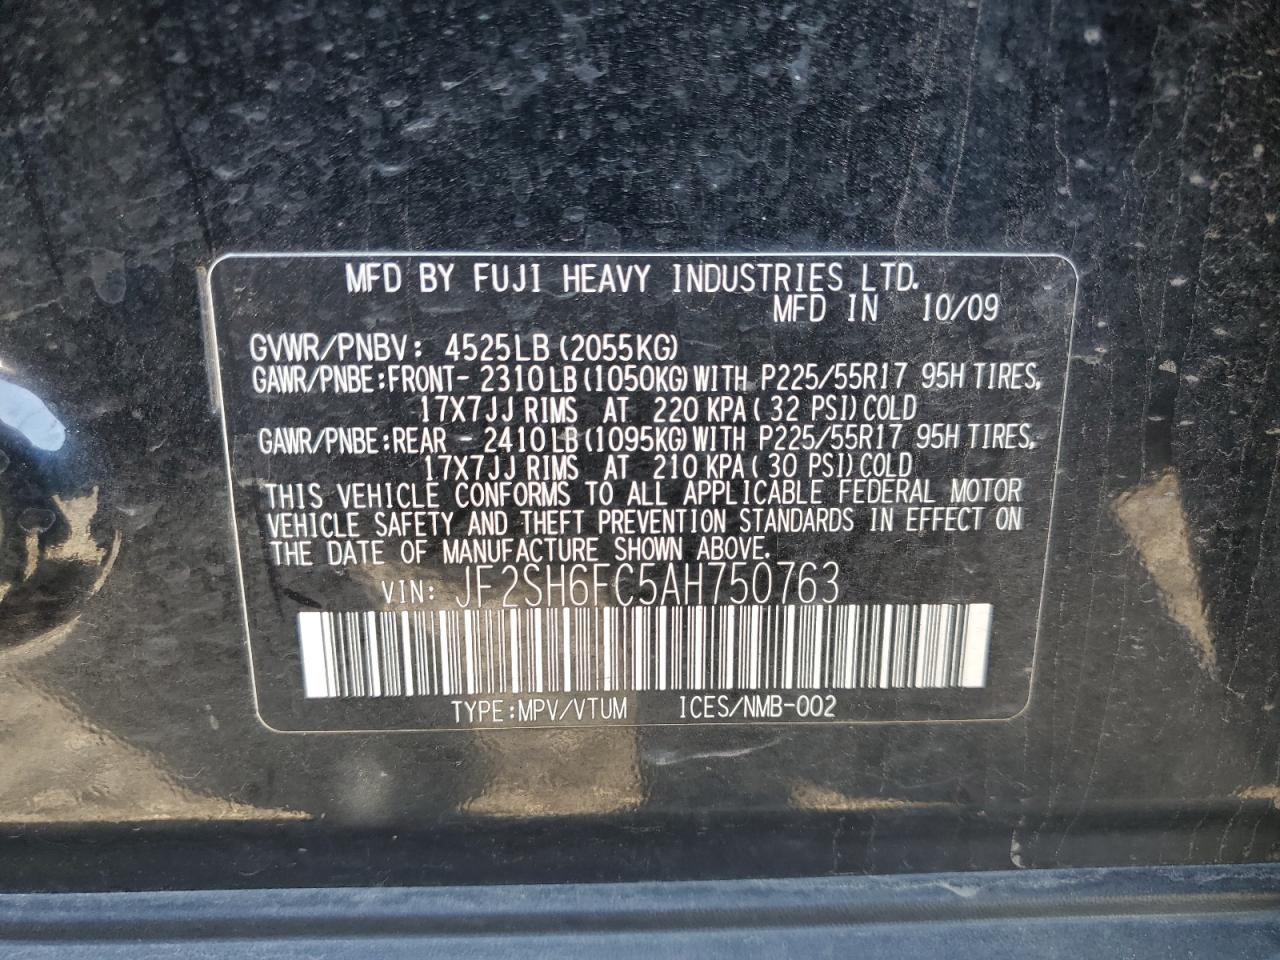 MFD BY FUJI HEAVY INDUSTRIES LTD.
MFD IN 10/09
GVWR/PNBV: 4525LB (2055KG)
GAWR/PNBE:FRONT- 2310LB(1050KG)WITH P225/55R17 95H TIRES,
17X7JJ RIMS AT 220 KPA( 32 PSI)COLD
GAWR/PNBE:REAR - 2410LB(1095KG)WITH P225/55R17 95H TIRES,
17X7JJ RIMS AT 210 KPA(30 PSI)COLD
THIS VEHICLE CONFORMS TO ALL APPLICABLE FEDERAL MOTOR
VEHICLE SAFETY AND THEFT PREVENTION STANDARDS IN EFFECT ON
THE DATE OF MANUFACTURE SHOWN ABOVE.
VIN: JF2SH6FC5AH750763
TYPE:MPV/VTUM ICES/NMB-002